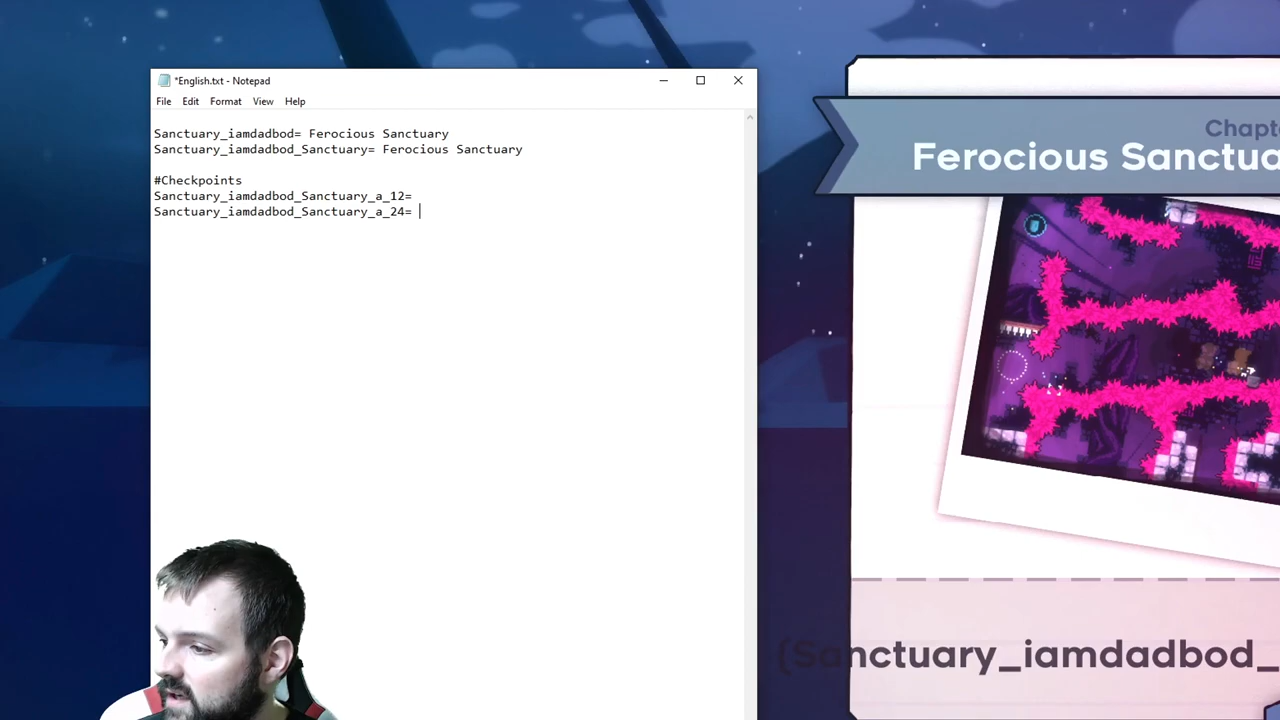 *English.txt - Notepad
File Edit Format View Help
Sanctuary_iamdadbod= Ferocious Sanctuary
Sanctuary_iamdadbod_Sanctuary= Ferocious Sanctuary
#Checkpoints
Sanctuary_iamdadbod_Sanctuary_a_12=
Sanctuary_iamdadbod_Sanctuary_a_24=
Chapt
Ferocious Sanctua
(Sanctuary_iamdadbod_